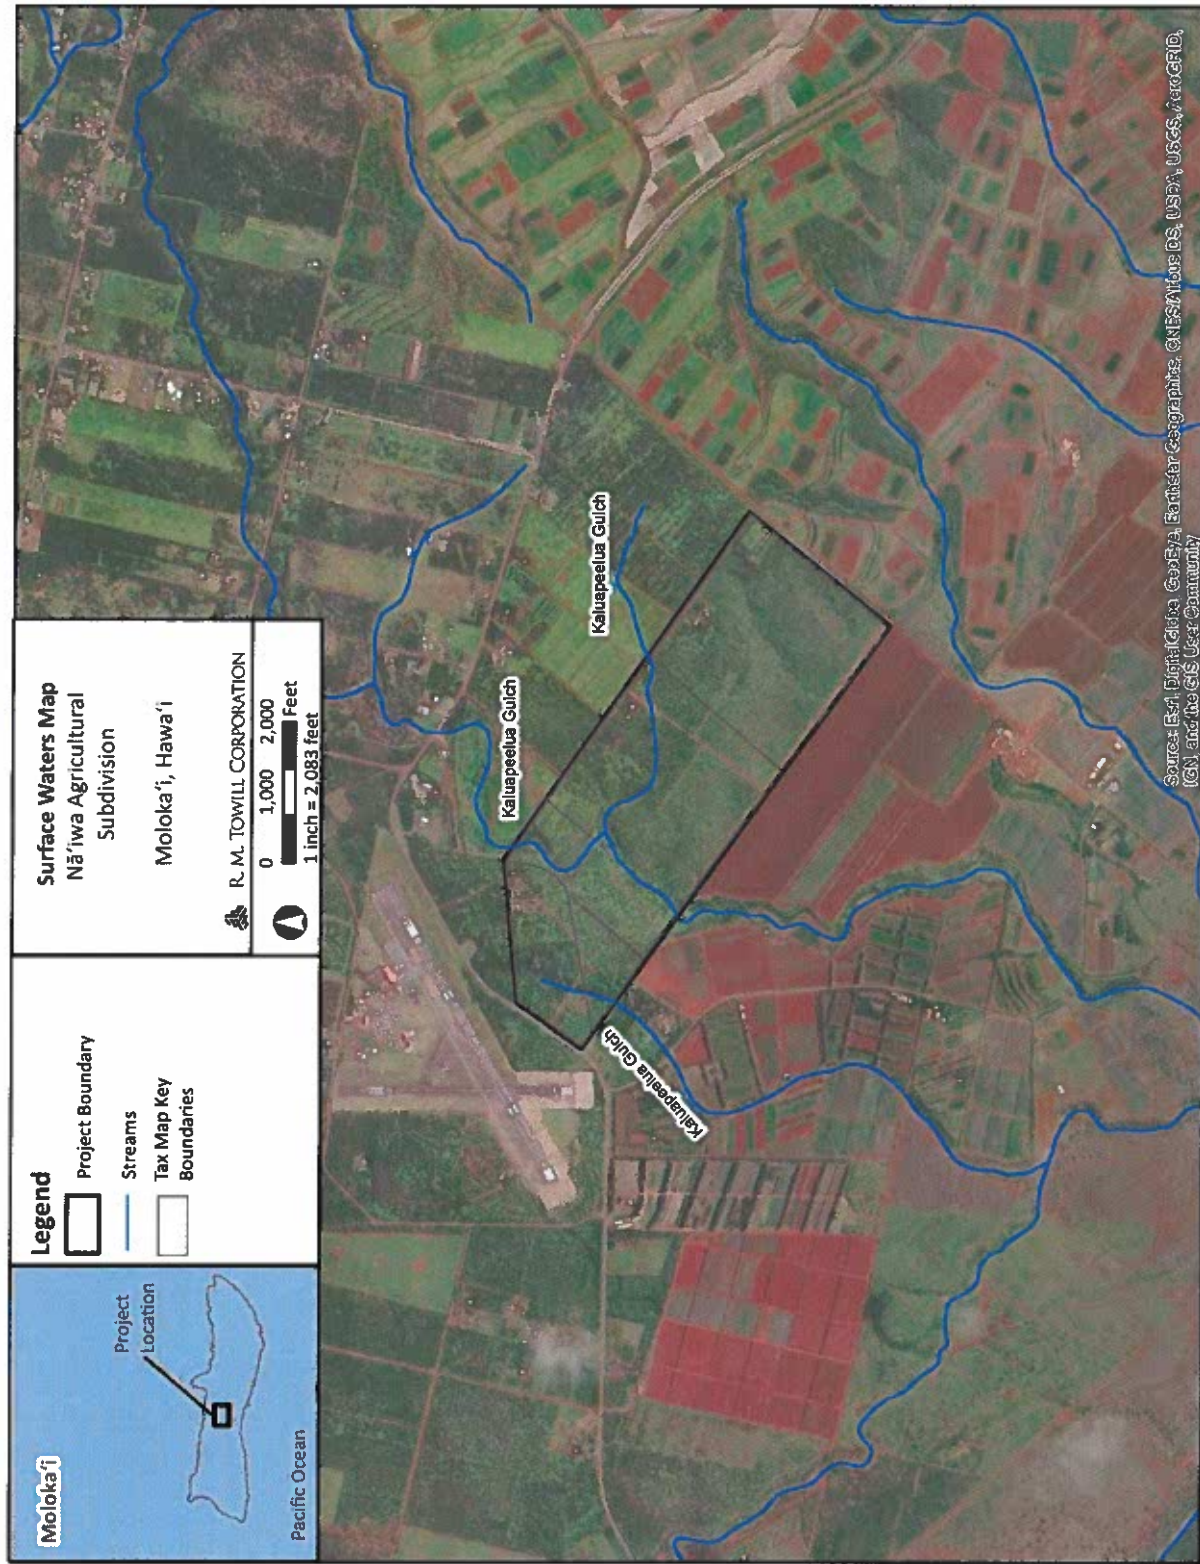 Moloka'i
Project
Location
Pacific Ocean
Legend
Project Boundary
Streams
Tax Map Key
Boundaries
Surface Waters Map
Nā'iwa Agricultural
Subdivision
Moloka'i, Hawai'i
R. M. TOWILL CORPORATION
0 1,000 2,000
Feet
1 inch = 2,083 feet
Kaluapeelua Gulch
Kaluapeelua Gulch
Kaluapeelua Gulch
Source: Esri, DigitalGlobe, GeoEye, Earthstar Geographics, CNES/Airbus DS, USDA, USGS, AeroGRID,
IGN, and the GIS User Community